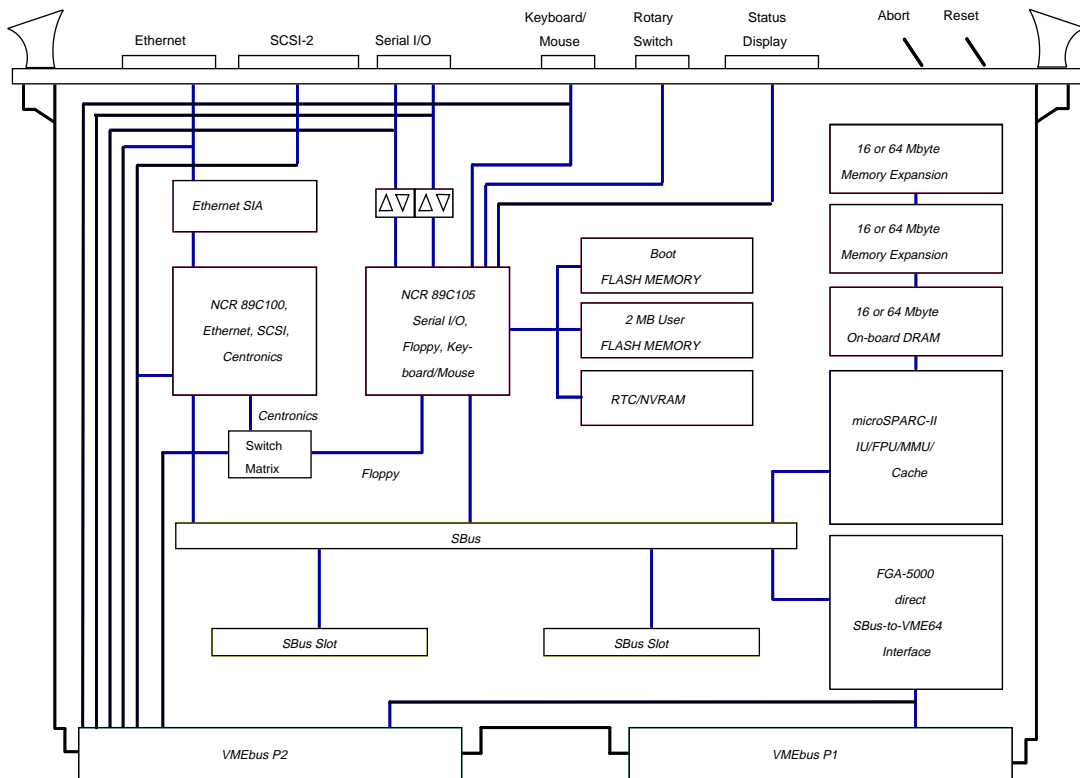 Ethernet
SCSI-2
Serial I/O
Keyboard/
Mouse
Rotary
Switch
Status
Display
Abort
Reset
16 or 64 Mbyte
Memory Expansion
Ethernet SIA
16 or 64 Mbyte
Memory Expansion
Boot
FLASH MEMORY
NCR 89C100,
Ethernet, SCSI,
Centronics
NCR 89C105
Serial I/O,
Floppy, Key-
board/Mouse
2 MB User
FLASH MEMORY
16 or 64 Mbyte
On-board DRAM
RTC/NVRAM
microSPARC-II
IU/FPU/MMU/
Cache
Centronics
Switch
Matrix
Floppy
SBus
FGA-5000
direct
SBus-to-VME64
Interface
SBus Slot
SBus Slot
VMEbus P2
VMEbus P1